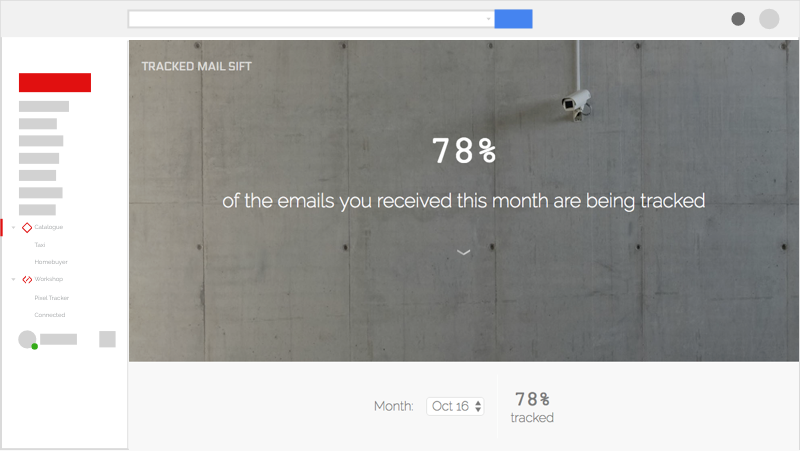 TRACKED MAIL SIFT
78%
of the emails you received this month are being tracked
Catalogue
Taxi
Homebuyer
Workshop
Pixel Tracker
Connected
Month:
Oct 16
78%
tracked